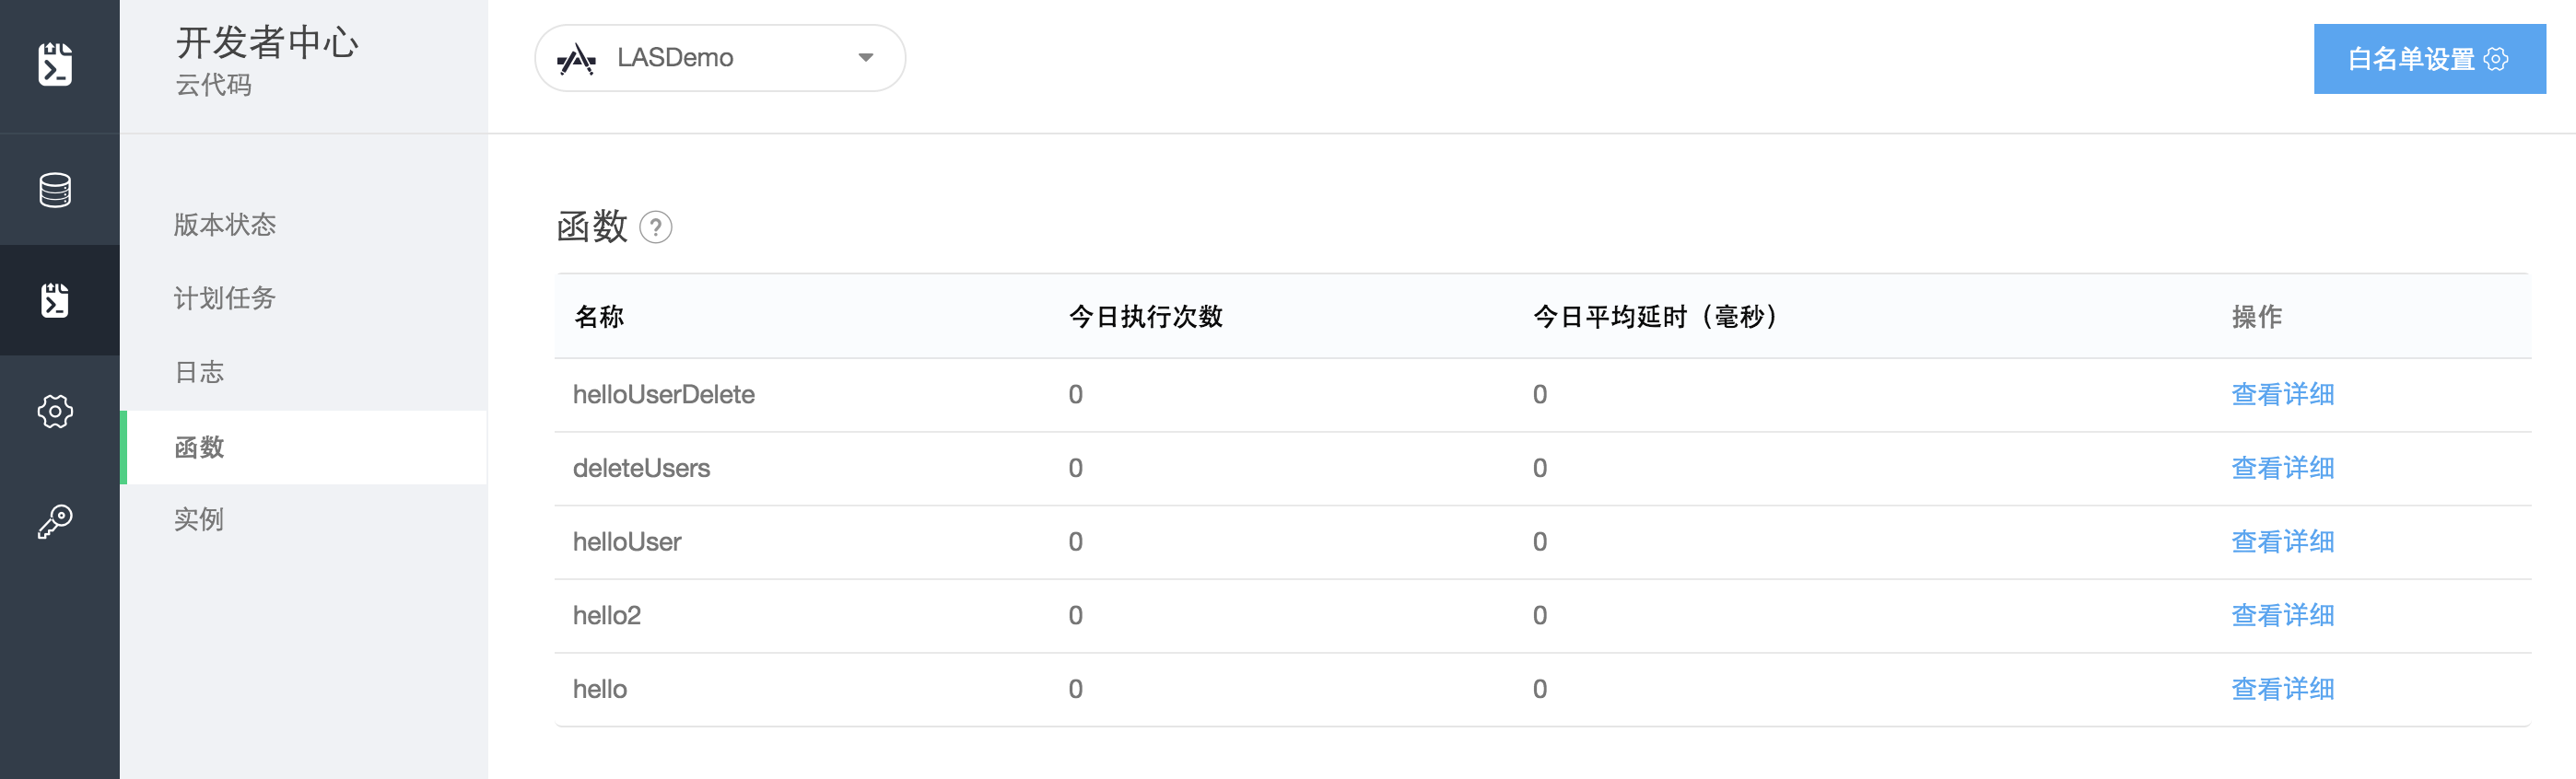 开发者中心
云代码
LASDemo
白名单设置
版本状态
计划任务
日志
函数
实例
函数 ?
名称 今日执行次数 今日平均延时（毫秒） 操作
helloUserDelete 0 0 查看详细
deleteUsers 0 0 查看详细
helloUser 0 0 查看详细
hello2 0 0 查看详细
hello 0 0 查看详细